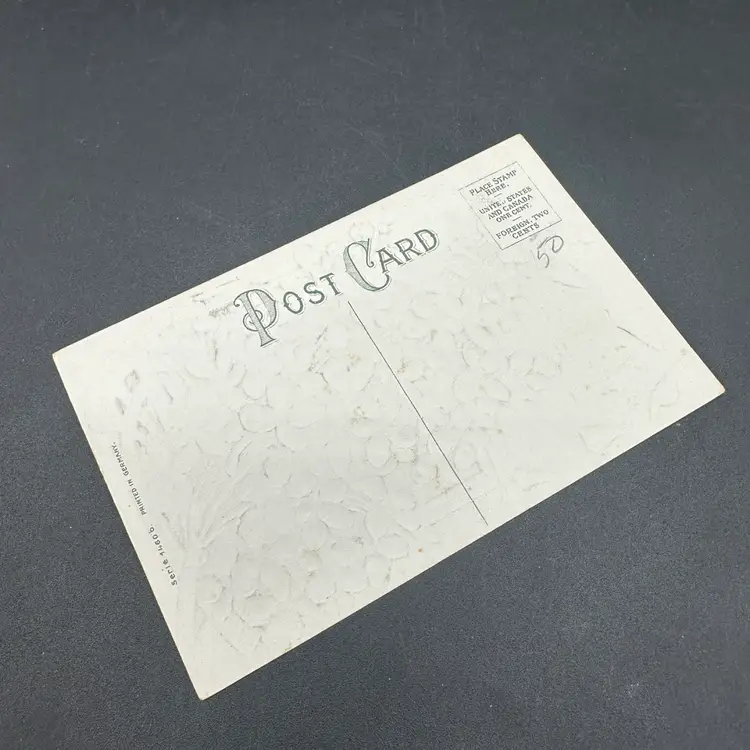 POST CARD
PLACE STAMP
HERE.
UNITE. STATES
AND CANADA
ONE CENT.
FOREIGN, TWO
CENTS
50
Serie 1460 b. PRINTED IN GERMANY.